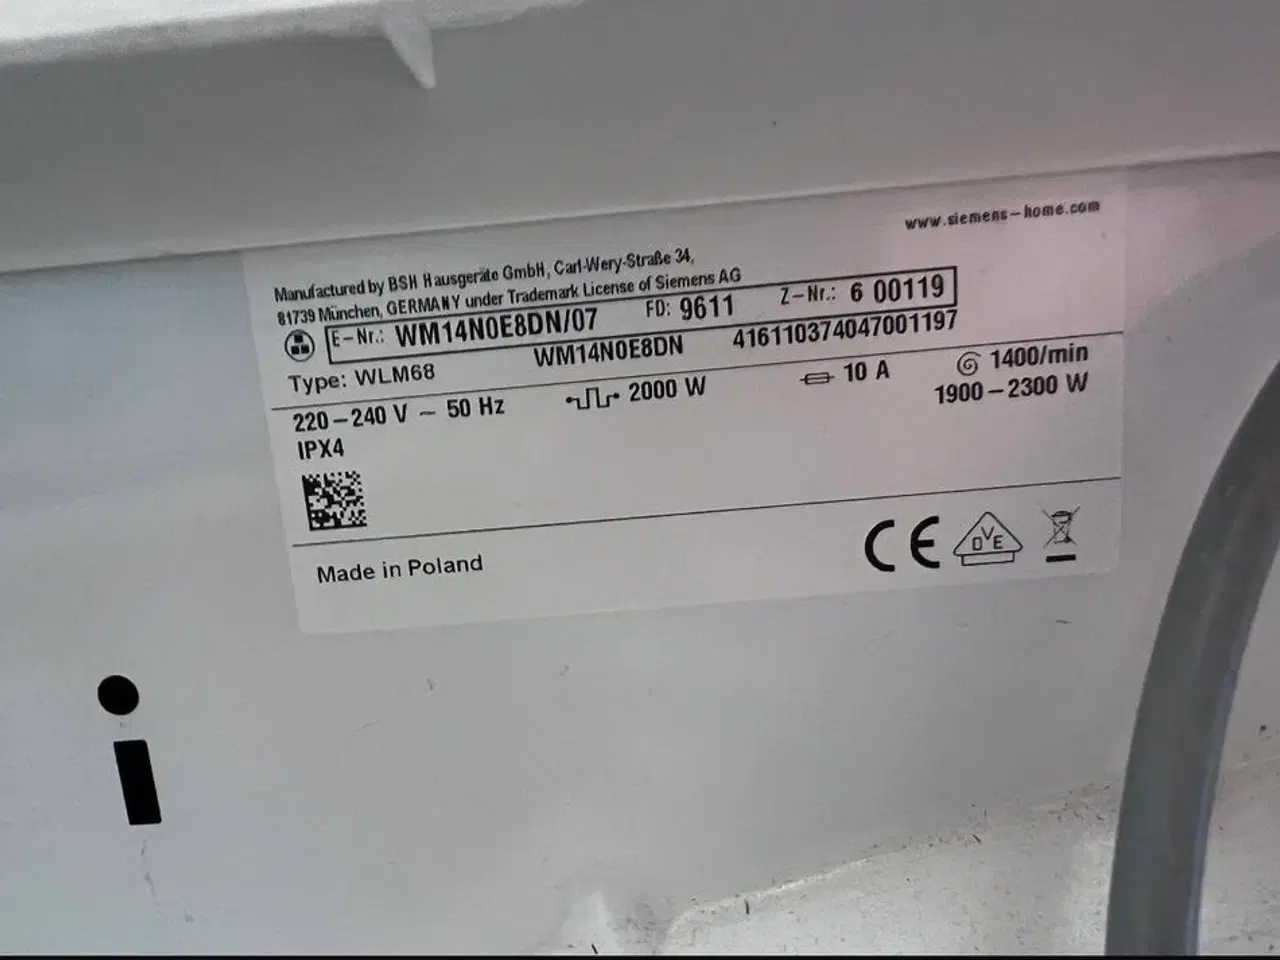 www.siemens-home.com
Manufactured by BSH Hausgeräte GmbH, Carl-Wery-Straße 34,
81739 München, GERMANY under Trademark License of Siemens AG
E-Nr.: WM14N0E8DN/07 FD: 9611 Z-Nr.: 6 00119
Type: WLM68 WM14N0E8DN 416110374047001197
220-240 V ~ 50 Hz 2000 W 10 A 1400/min
IPX4 1900-2300 W
Made in Poland CE DVE
i